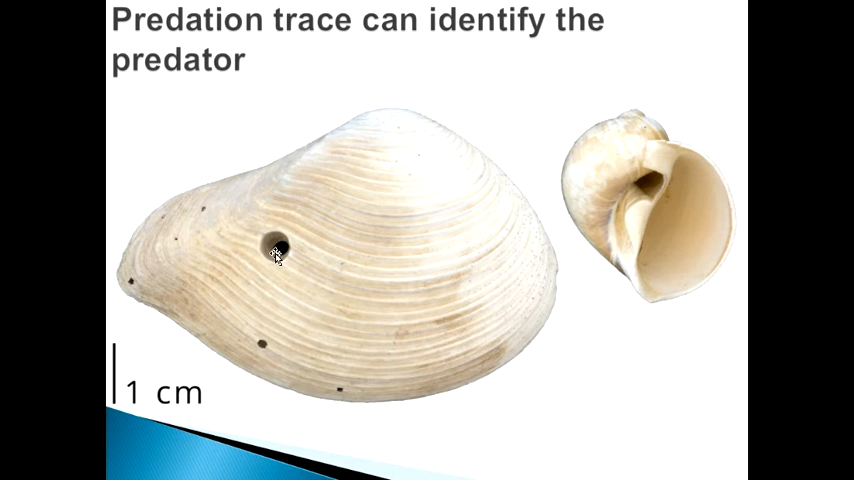 Predation trace can identify the
predator
1 cm